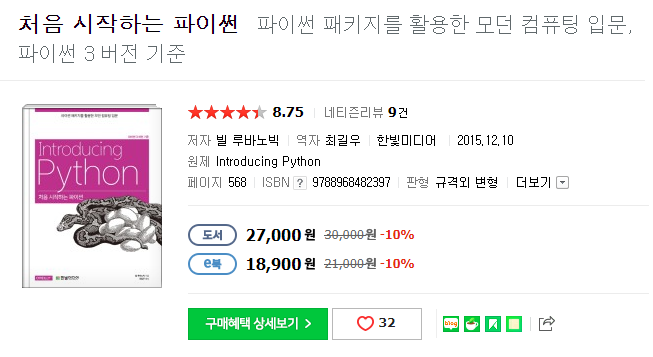 처음 시작하는 파이썬 파이썬 패키지를 활용한 모던 컴퓨팅 입문,
파이썬 3 버전 기준
파이썬 패키지를 활용한 모던 컴퓨팅 입문
Introducing
Python
처음 시작하는 파이썬
한빛미디어
8.75 네티즌리뷰 9건
저자 빌 루바노빅 역자 최길우 한빛미디어 2015.12.10
원제 Introducing Python
페이지 568 ISBN ? 9788968482397 판형 규격외 변형 더보기
도서 27,000원 30,000원 -10%
e북 18,900원 21,000원 -10%
구매혜택 상세보기 > 32
blog